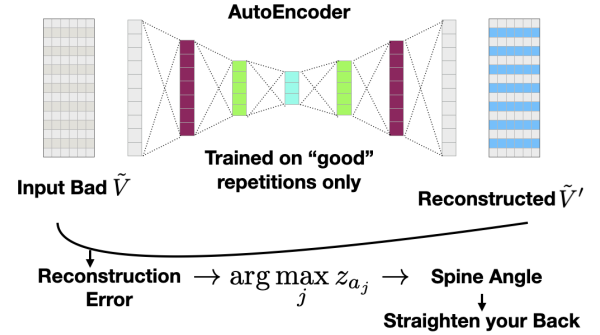 AutoEncoder
Trained on “good”
repetitions only
Input Bad Ṽ
Reconstructed Ṽ′
Reconstruction
Error
→ arg max z_{a_j} →
j
Spine Angle
Straighten your Back